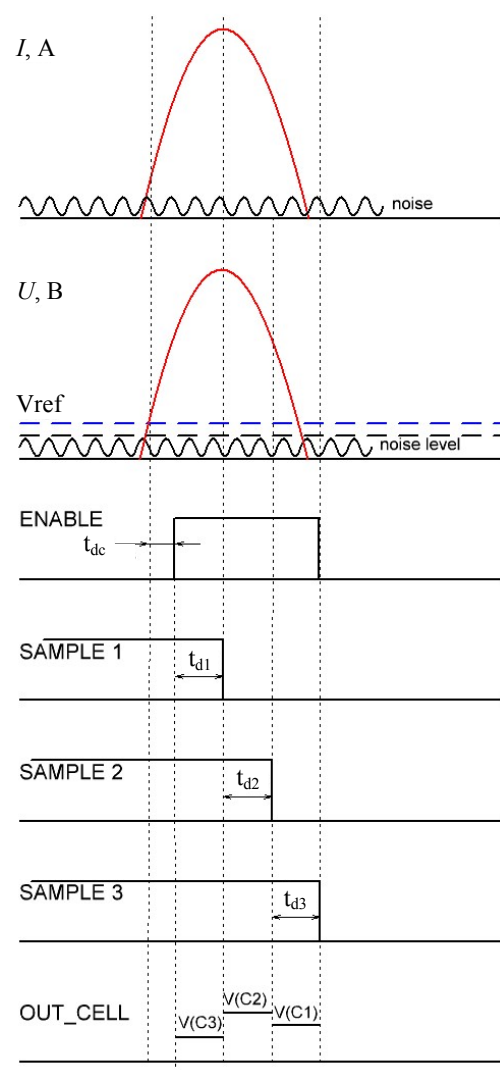 I, A
noise
U, B
Vref
noise level
ENABLE
tdc
SAMPLE 1
td1
SAMPLE 2
td2
SAMPLE 3
td3
OUT_CELL
V(C3)
V(C2)
V(C1)